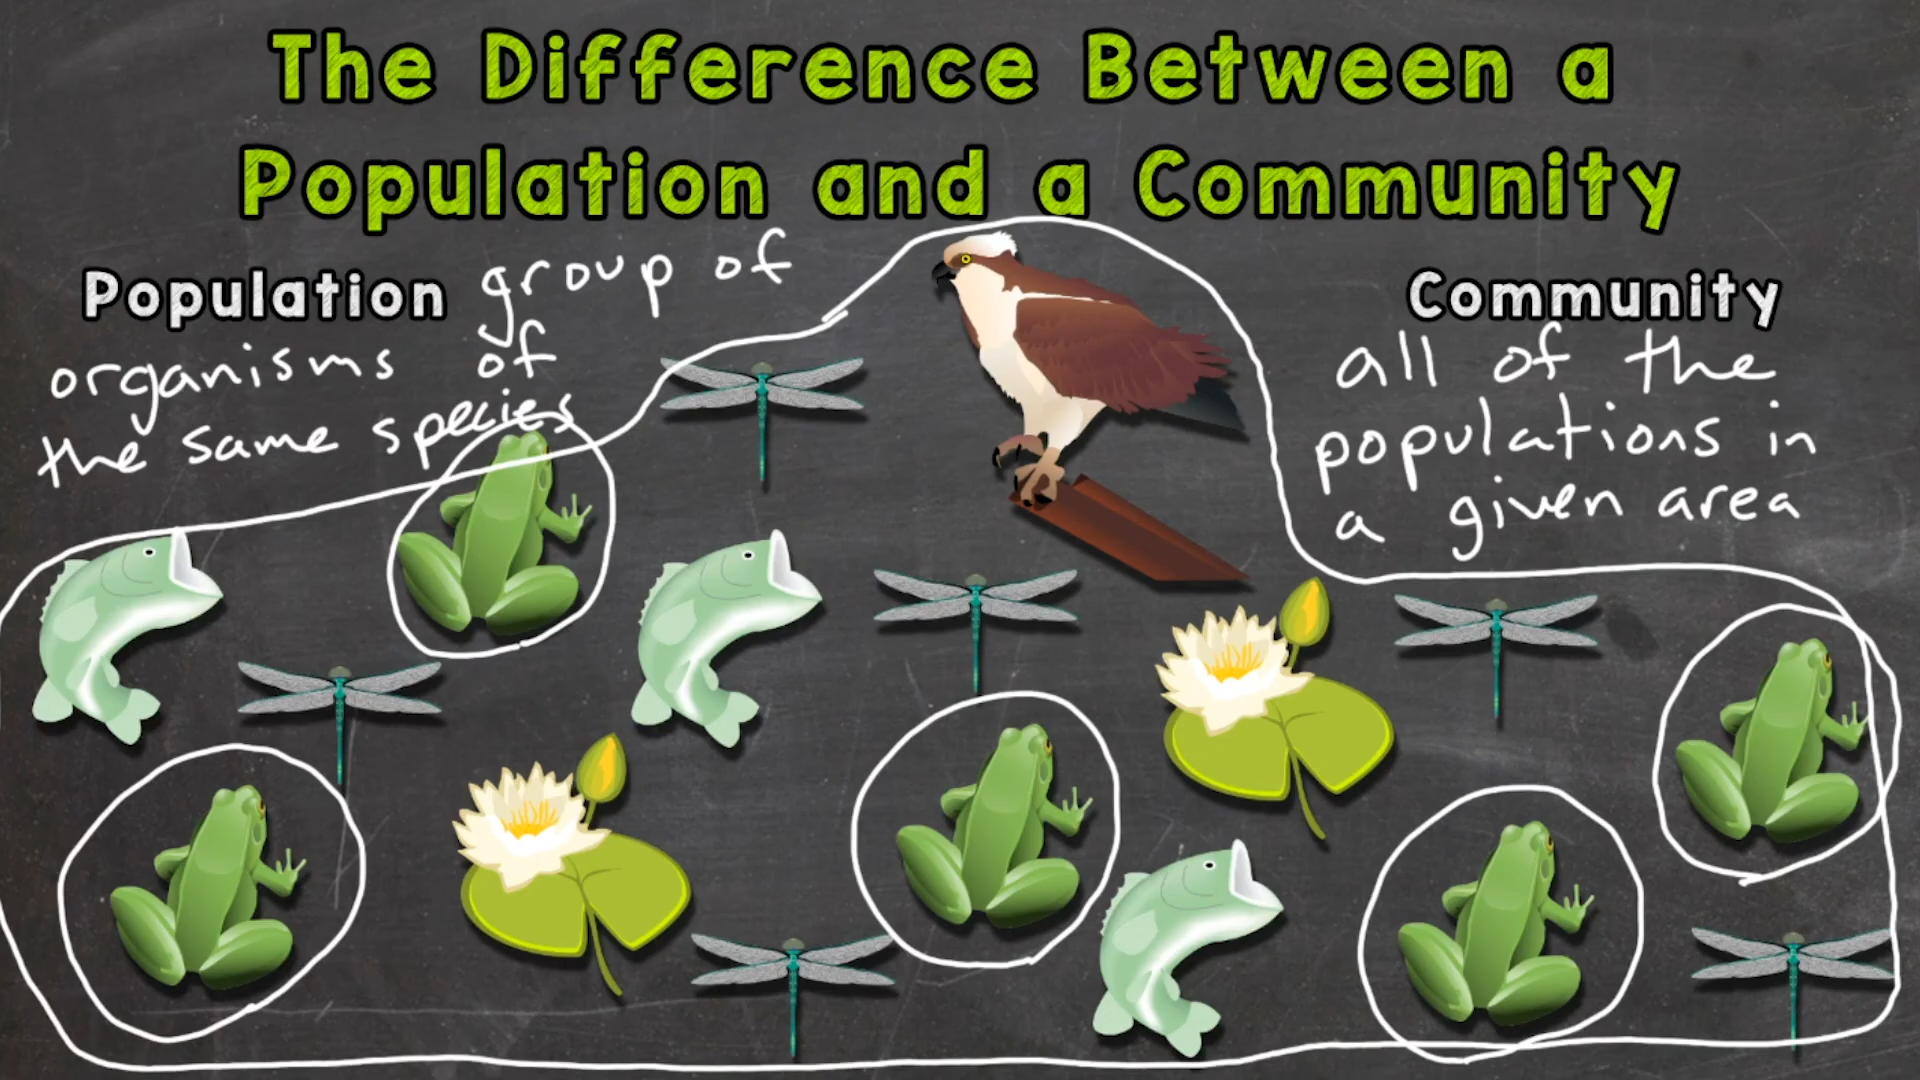 The Difference Between a
Population and a Community
Population group of
organisms of
the same species
Community
all of the
populations in
a given area